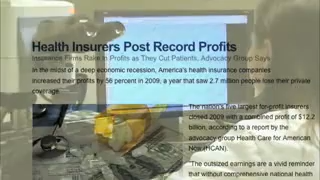 Health Insurers Post Record Profits
Insurance Firms Rake In Profits as They Cut Patients, Advocacy Group Says
In the midst of a deep economic recession, America's health insurance companies
increased their profits by 56 percent in 2009, a year that saw 2.7 million people lose their private
coverage.
The nation's five largest for-profit insurers
closed 2009 with a combined profit of $12.2
billion, according to a report by the
advocacy group Health Care for American
Now (HCAN).
"The outsized earnings are a vivid reminder
that without comprehensive national health